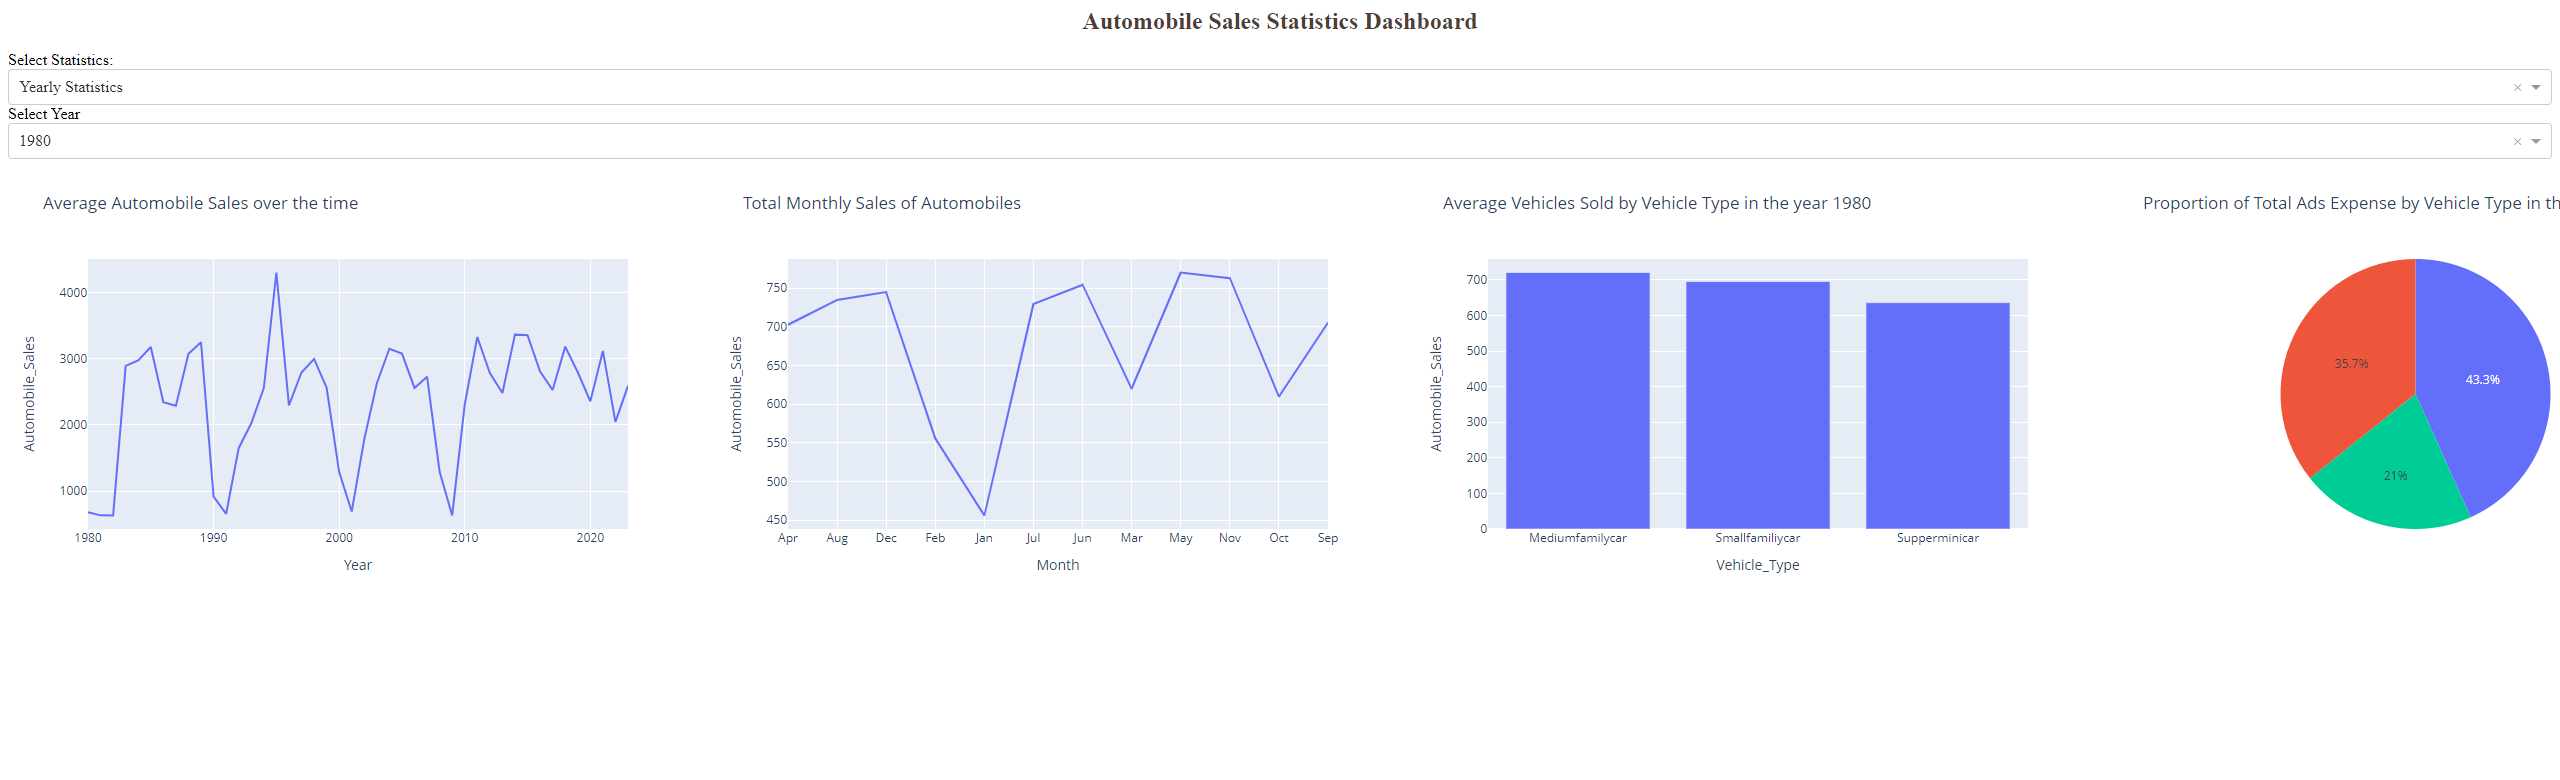 Automobile Sales Statistics Dashboard
Select Statistics:
Yearly Statistics
Select Year
1980
Average Automobile Sales over the time
Automobile_Sales
4000
3000
2000
1000
1980 1990 2000 2010 2020
Year
Total Monthly Sales of Automobiles
Automobile_Sales
750
700
650
600
550
500
450
Apr Aug Dec Feb Jan Jul Jun Mar May Nov Oct Sep
Month
Average Vehicles Sold by Vehicle Type in the year 1980
Automobile_Sales
700
600
500
400
300
200
100
0
Mediumfamilycar Smallfamiliycar Supperminicar
Vehicle_Type
Proportion of Total Ads Expense by Vehicle Type in th
35.7%
43.3%
21%